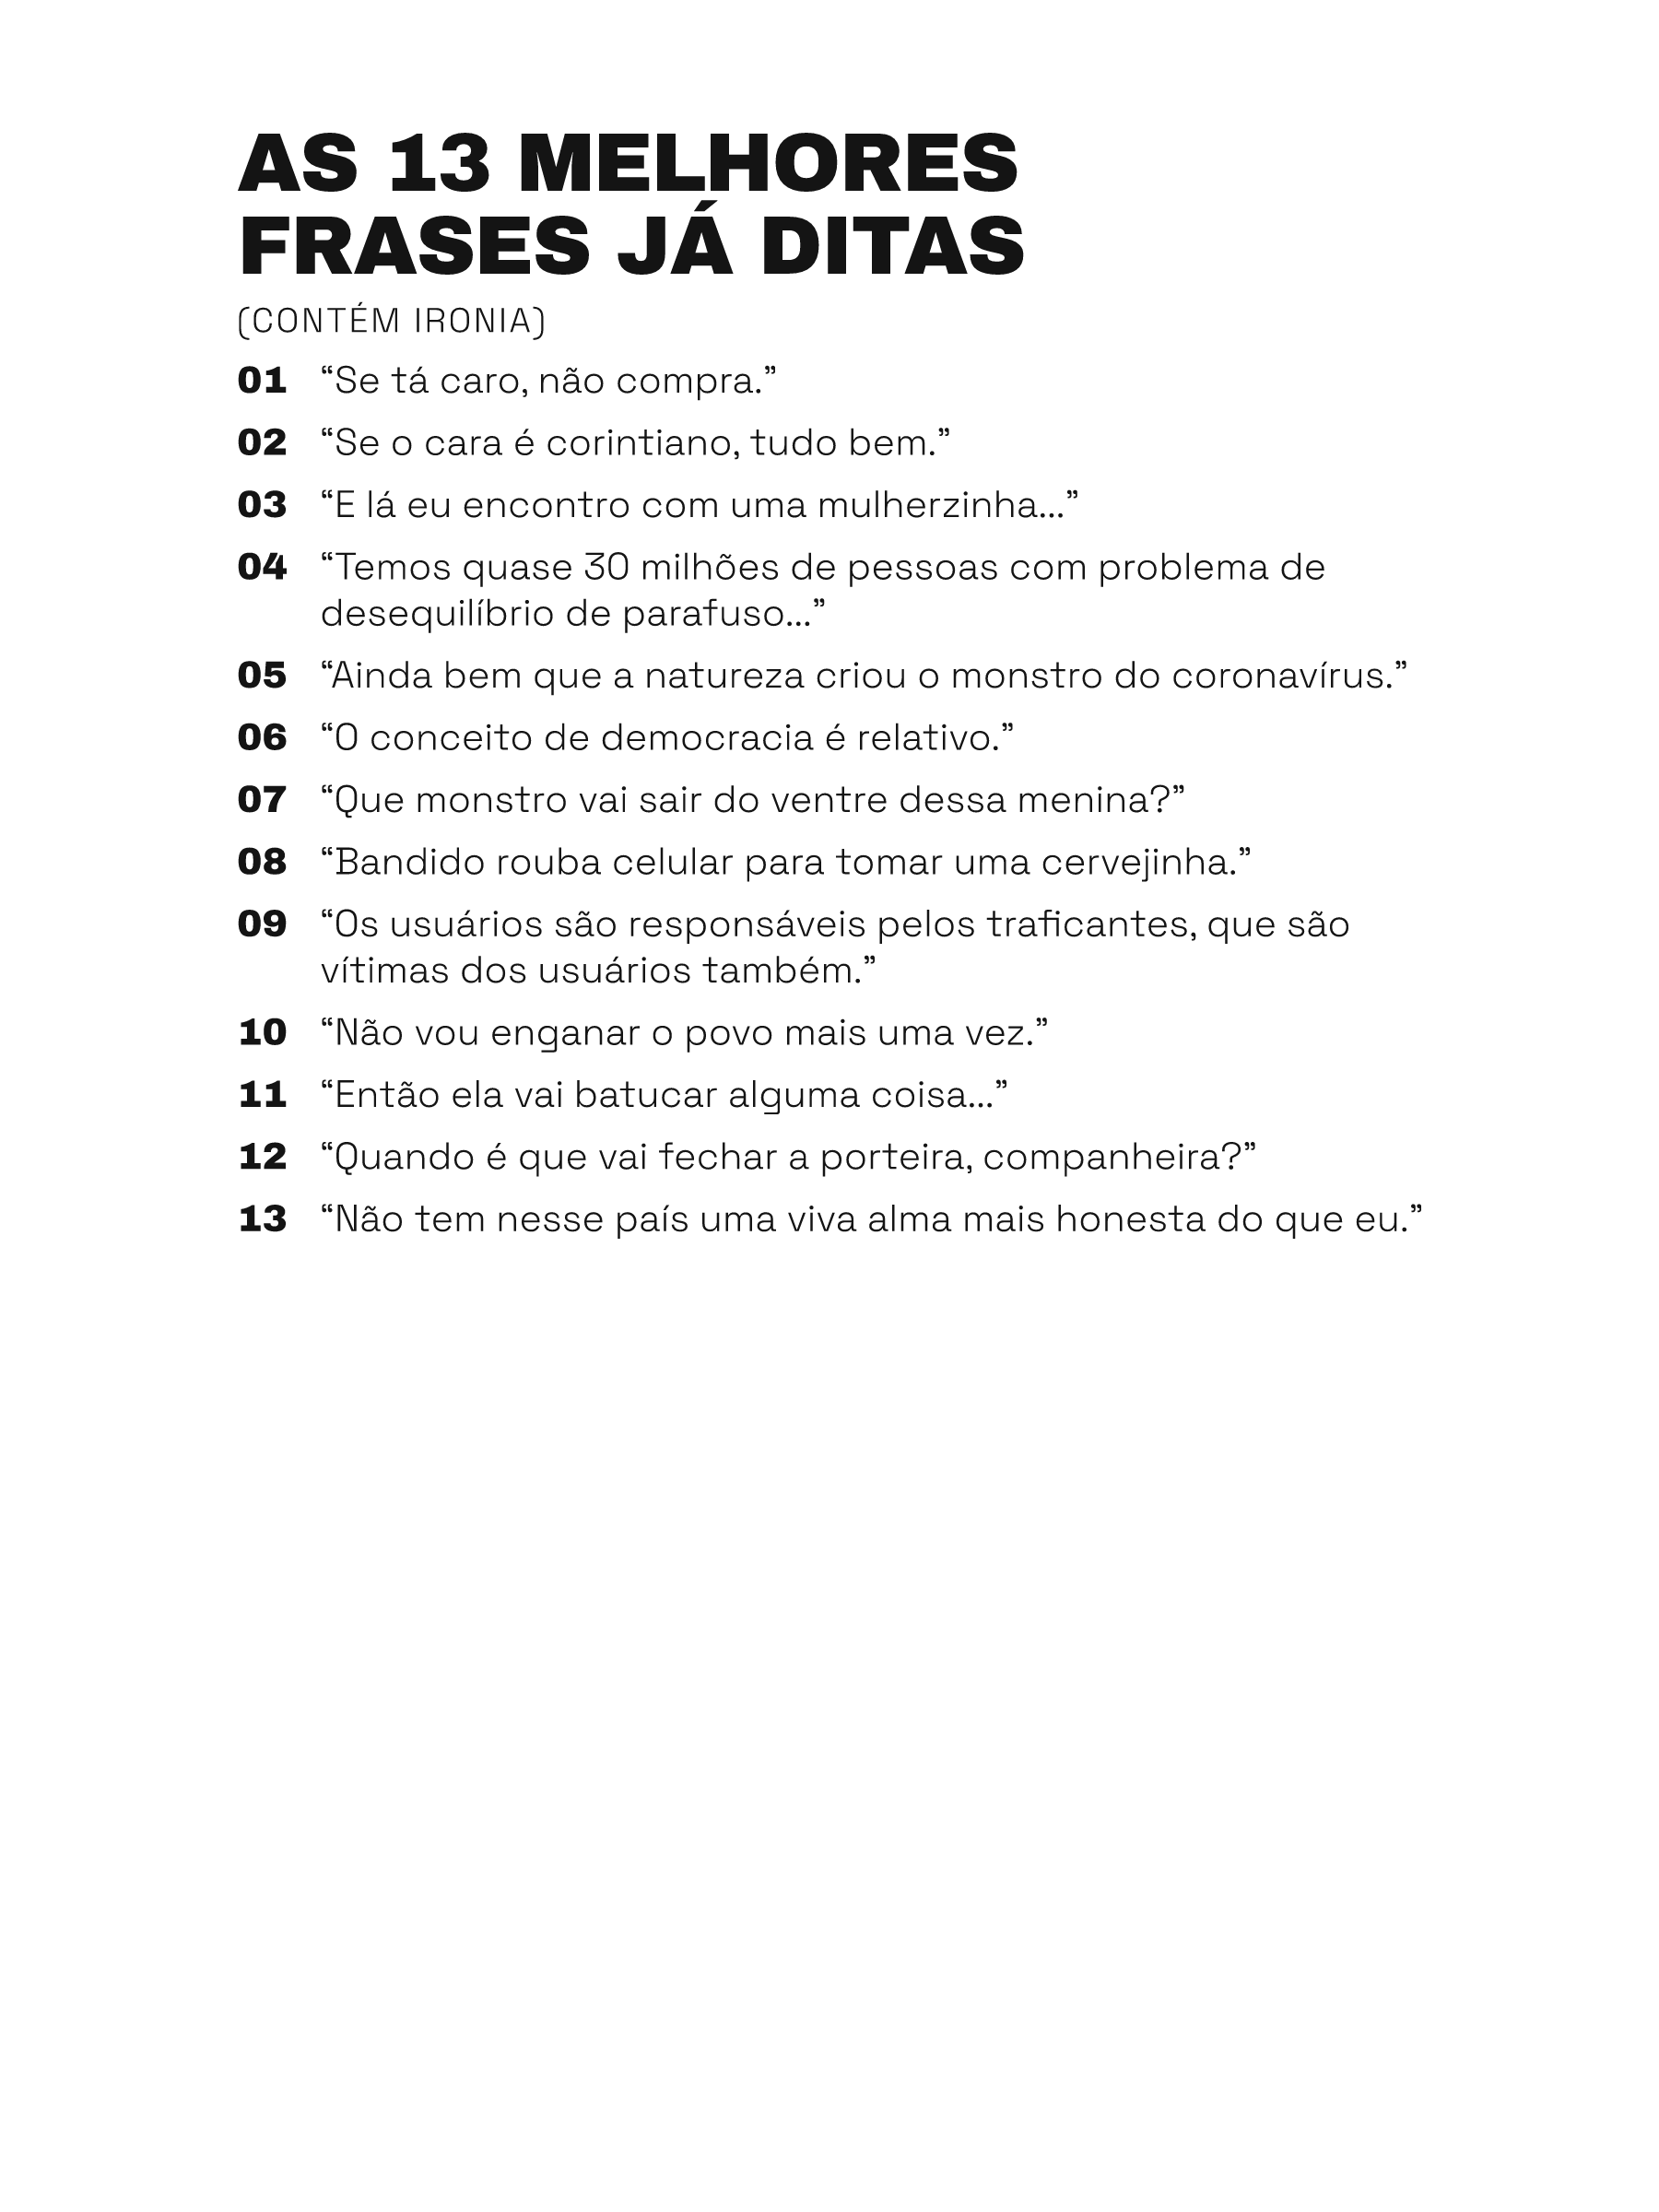 AS 13 MELHORES
FRASES JÁ DITAS
(CONTÉM IRONIA)
01 “Se tá caro, não compra.”
02 “Se o cara é corintiano, tudo bem.”
03 “E lá eu encontro com uma mulherzinha...”
04 “Temos quase 30 milhões de pessoas com problema de
desequilíbrio de parafuso...”
05 “Ainda bem que a natureza criou o monstro do coronavírus.”
06 “O conceito de democracia é relativo.”
07 “Que monstro vai sair do ventre dessa menina?”
08 “Bandido rouba celular para tomar uma cervejinha.”
09 “Os usuários são responsáveis pelos traficantes, que são
vítimas dos usuários também.”
10 “Não vou enganar o povo mais uma vez.”
11 “Então ela vai batucar alguma coisa...”
12 “Quando é que vai fechar a porteira, companheira?”
13 “Não tem nesse país uma viva alma mais honesta do que eu.”